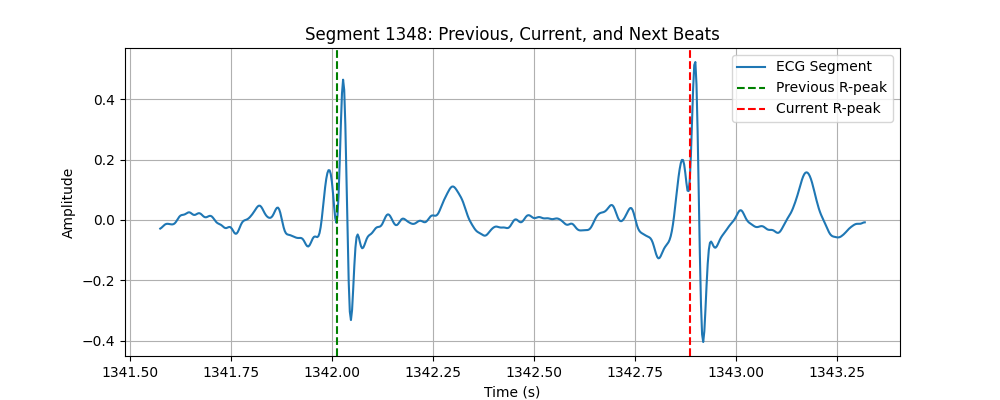 Segment 1348: Previous, Current, and Next Beats
ECG Segment
Previous R-peak
Current R-peak
Amplitude
0.4
0.2
0.0
−0.2
−0.4
1341.50 1341.75 1342.00 1342.25 1342.50 1342.75 1343.00 1343.25
Time (s)